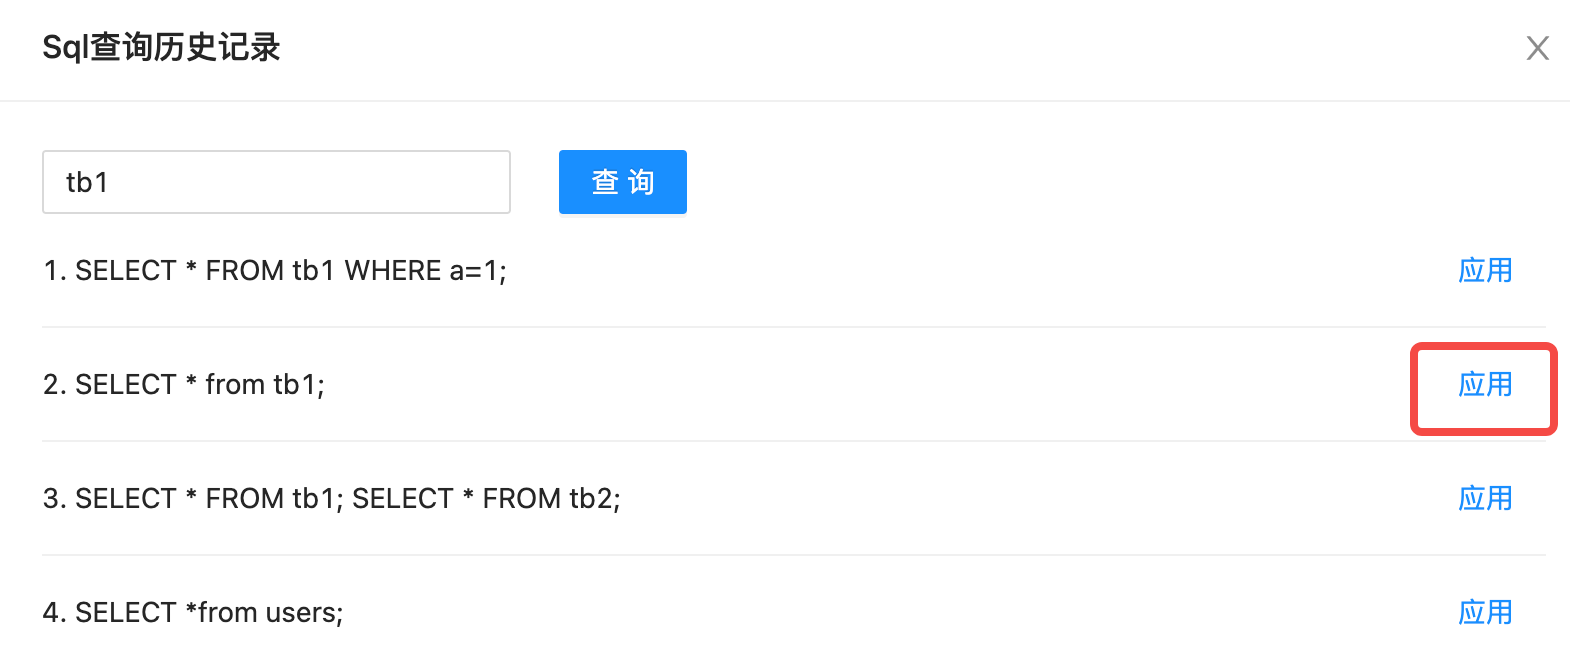 Sql查询历史记录
X
tb1
查 询
1. SELECT * FROM tb1 WHERE a=1;
应用
2. SELECT * from tb1;
应用
3. SELECT * FROM tb1; SELECT * FROM tb2;
应用
4. SELECT *from users;
应用